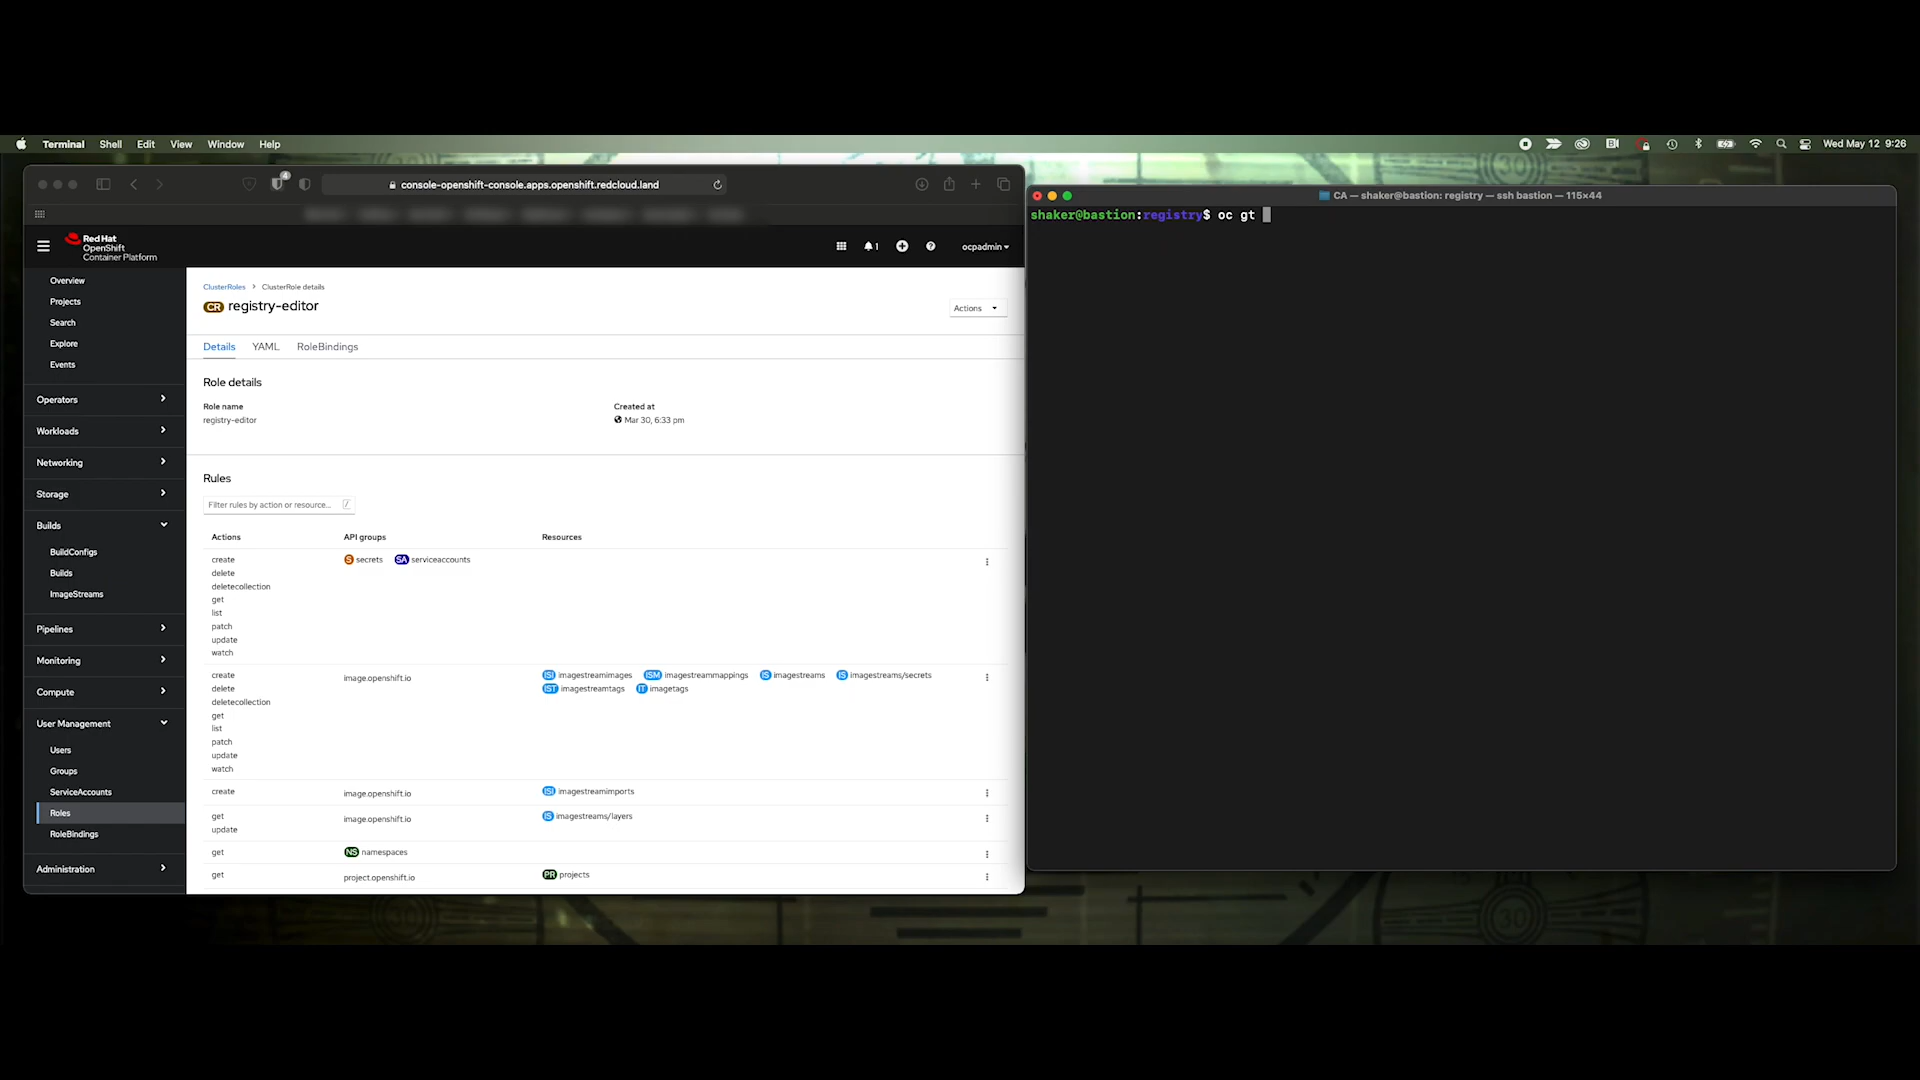 Terminal Shell Edit View Window Help
Wed May 12 9:26
4
console-openshift-console.apps.openshift.redcloud.land
Red Hat
OpenShift
Container Platform
1
ocpadmin
Overview
Projects
Search
Explore
Events
Operators
Workloads
Networking
Storage
Builds
BuildConfigs
Builds
ImageStreams
Pipelines
Monitoring
Compute
User Management
Users
Groups
ServiceAccounts
Roles
RoleBindings
Administration
ClusterRoles > ClusterRole details
CR registry-editor
Actions
Details YAML RoleBindings
Role details
Role name Created at
registry-editor Mar 30, 6:33 pm
Rules
Filter rules by action or resource... /
Actions API groups Resources
create S secrets SA serviceaccounts
delete
deletecollection
get
list
patch
update
watch
create image.openshift.io ISI imagestreamimages ISM imagestreammappings IS imagestreams IS imagestreams/secrets
delete IST imagestreamtags IT imagetags
deletecollection
get
list
patch
update
watch
create image.openshift.io ISI imagestreamimports
get image.openshift.io IS imagestreams/layers
update
get NS namespaces
get project.openshift.io PR projects
CA — shaker@bastion: registry — ssh bastion — 115×44
shaker@bastion:registry$ oc gt
30
30